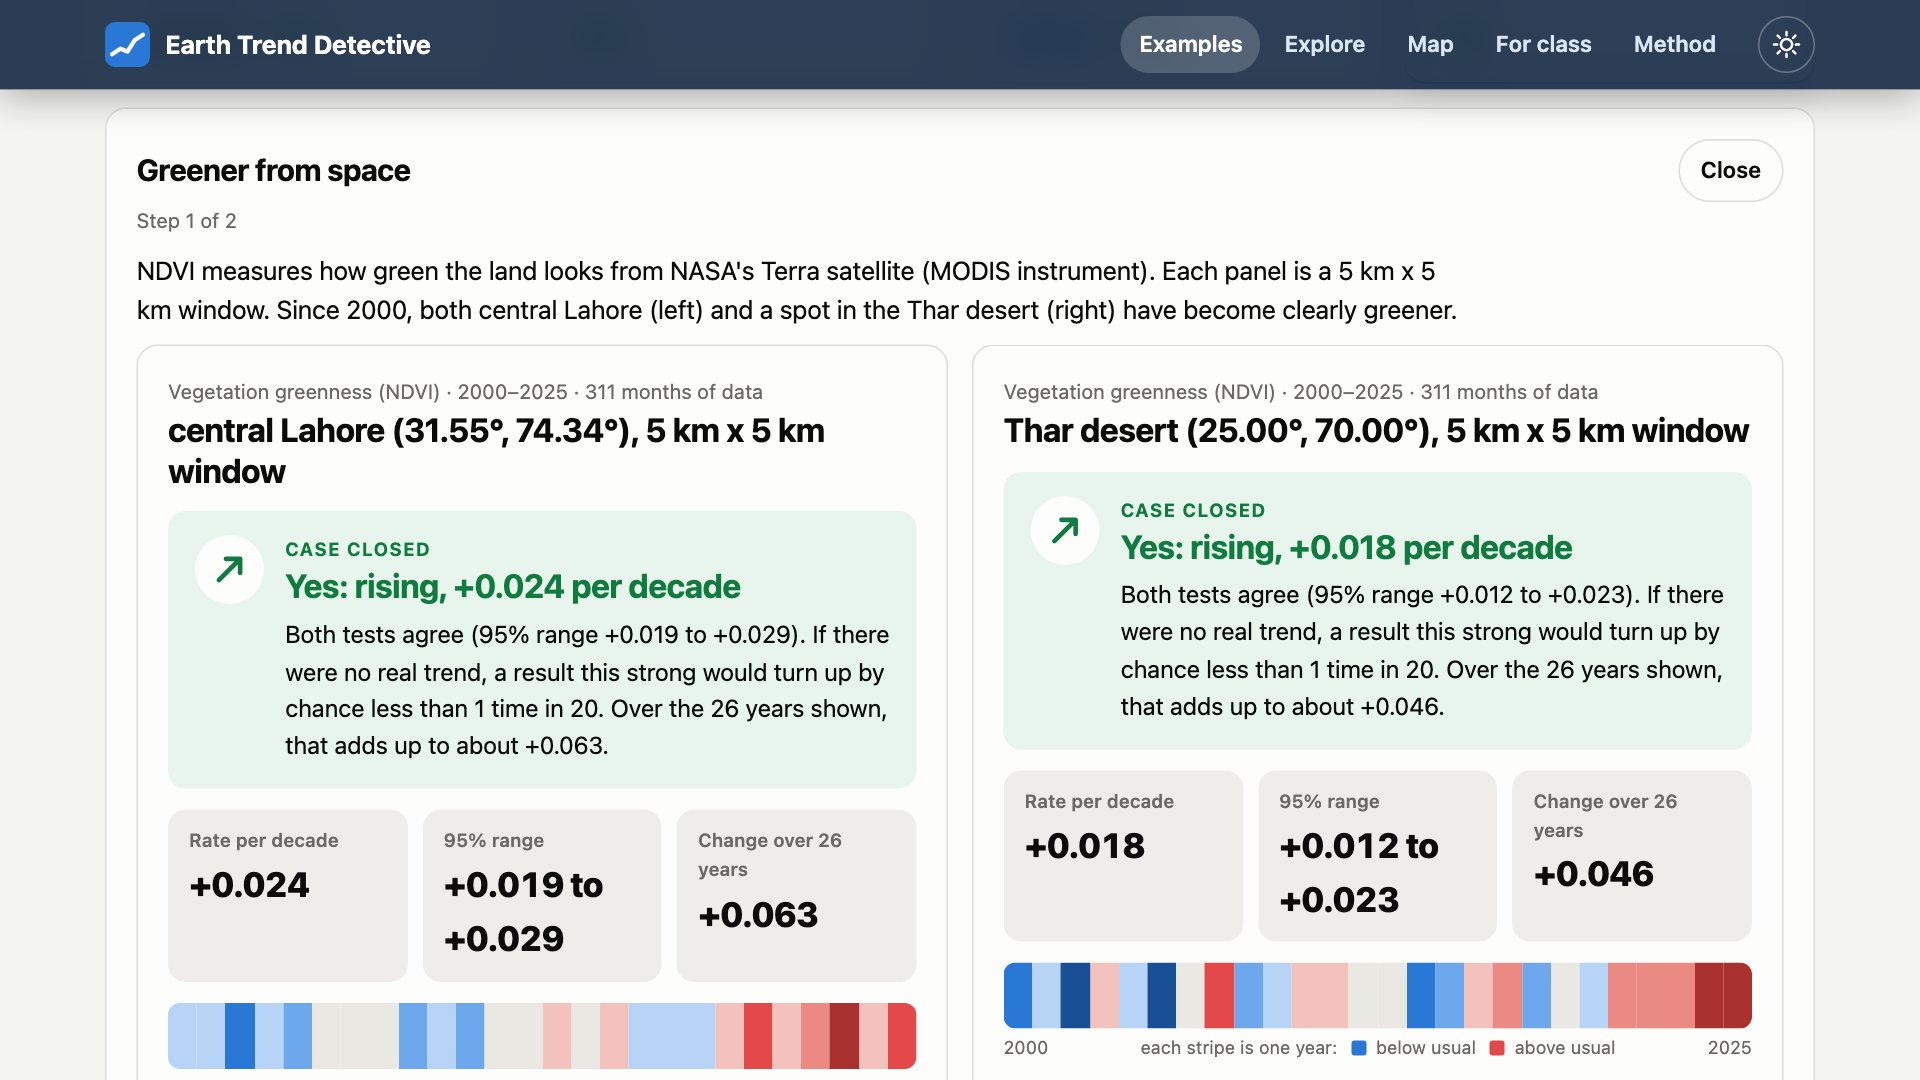 Earth Trend Detective
Examples
Explore
Map
For class
Method
Greener from space
Close
Step 1 of 2
NDVI measures how green the land looks from NASA's Terra satellite (MODIS instrument). Each panel is a 5 km x 5
km window. Since 2000, both central Lahore (left) and a spot in the Thar desert (right) have become clearly greener.
Vegetation greenness (NDVI) · 2000–2025 · 311 months of data
central Lahore (31.55°, 74.34°), 5 km x 5 km
window
CASE CLOSED
Yes: rising, +0.024 per decade
Both tests agree (95% range +0.019 to +0.029). If there
were no real trend, a result this strong would turn up by
chance less than 1 time in 20. Over the 26 years shown,
that adds up to about +0.063.
Rate per decade
+0.024
95% range
+0.019 to
+0.029
Change over 26
years
+0.063
Vegetation greenness (NDVI) · 2000–2025 · 311 months of data
Thar desert (25.00°, 70.00°), 5 km x 5 km window
CASE CLOSED
Yes: rising, +0.018 per decade
Both tests agree (95% range +0.012 to +0.023). If there
were no real trend, a result this strong would turn up by
chance less than 1 time in 20. Over the 26 years shown,
that adds up to about +0.046.
Rate per decade
+0.018
95% range
+0.012 to
+0.023
Change over 26
years
+0.046
2000
each stripe is one year:
below usual
above usual
2025